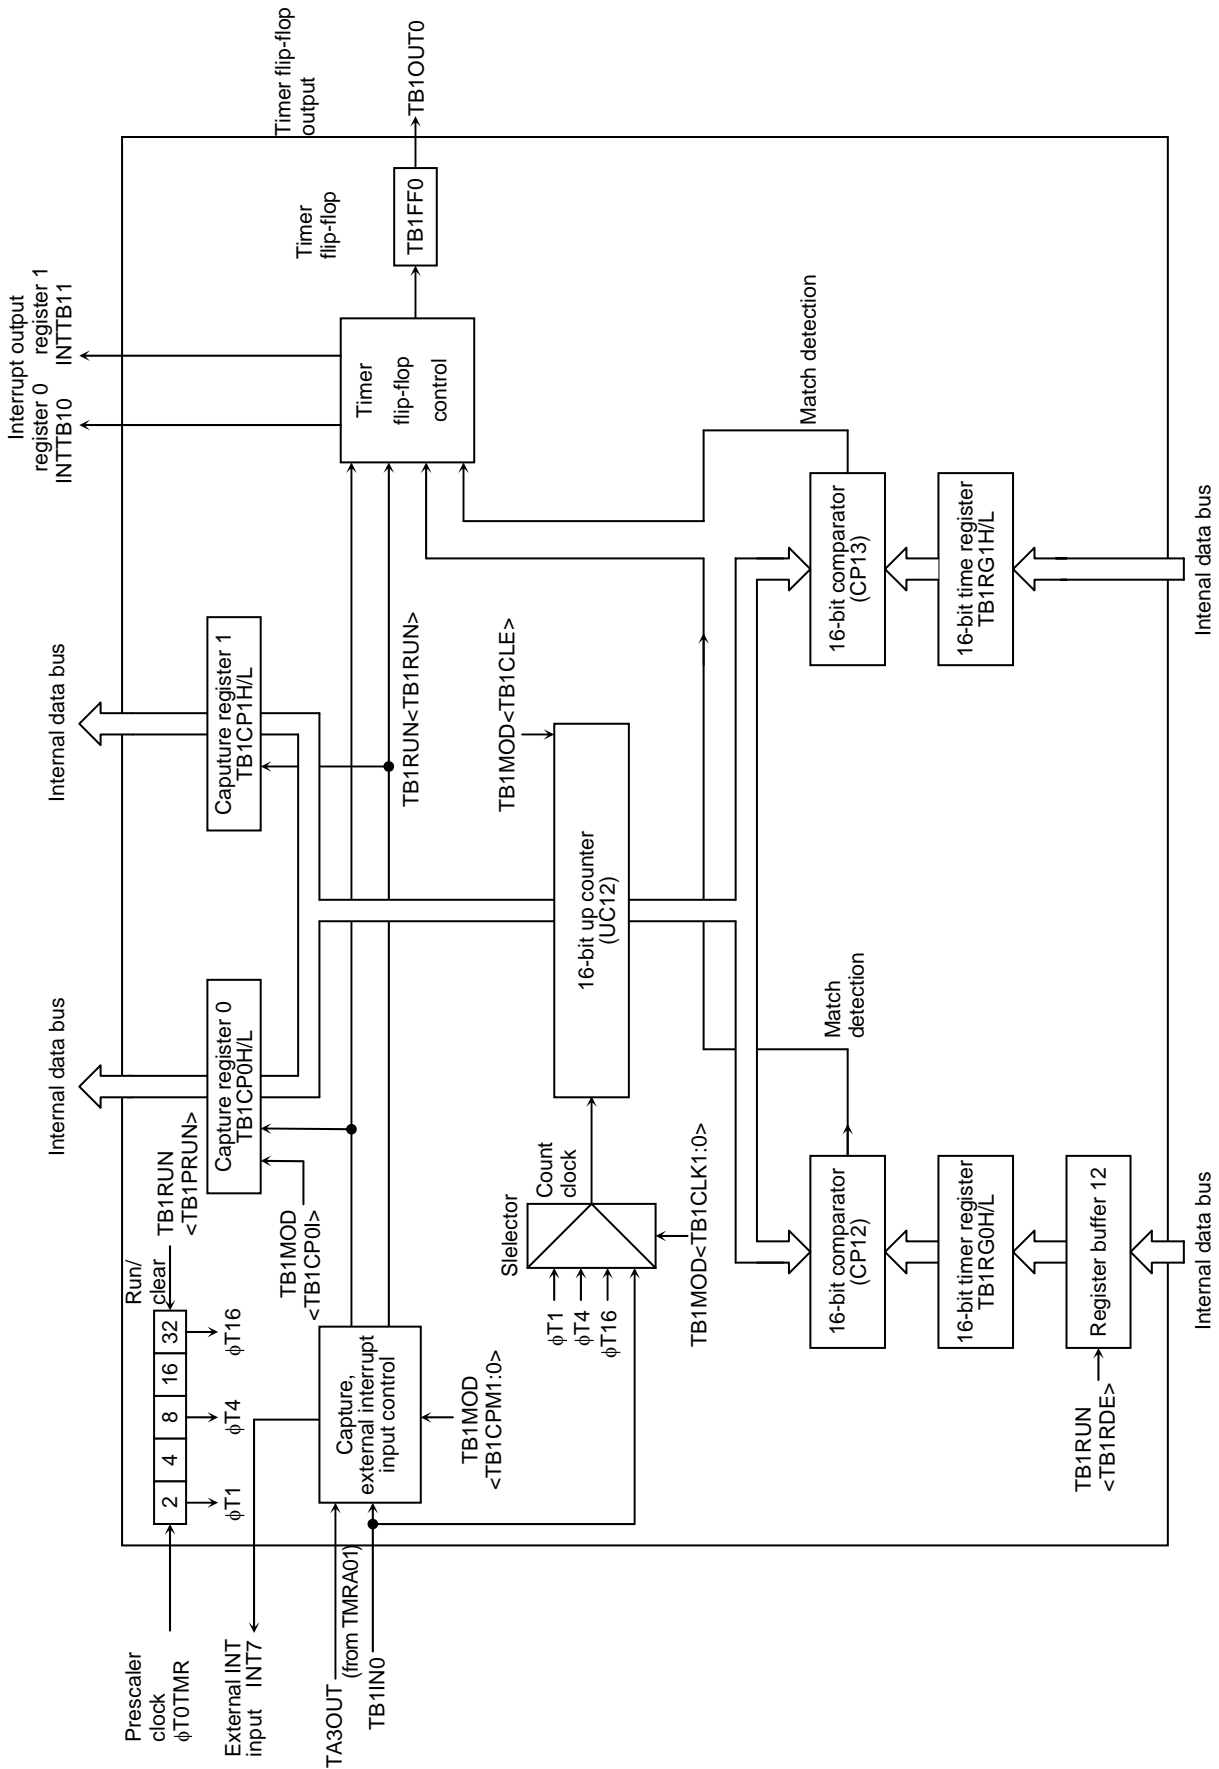 Prescaler
clock
φT0TMR
2
4
8
16
32
φT1
φT4
φT16
Run/
clear
TB1RUN
<TB1PRUN>
Internal data bus
Internal data bus
Interrupt output
register 0
INTTB10
register 1
INTTB11
External INT
input INT7
TA3OUT
(from TMRA01)
TB1IN0
Capture,
external interrupt
input control
TB1MOD
<TB1CPM1:0>
TB1MOD
<TB1CP0I>
Capture register 0
TB1CP0H/L
Caputure register 1
TB1CP1H/L
TB1RUN<TB1RUN>
Timer
flip-flop
control
Timer
flip-flop
TB1FF0
Timer flip-flop
output
TB1OUT0
φT1
φT4
φT16
Slelector
Count
clock
TB1MOD<TB1CLK1:0>
16-bit up counter
(UC12)
TB1MOD<TB1CLE>
Match
detection
Match detection
16-bit comparator
(CP12)
16-bit comparator
(CP13)
16-bit timer register
TB1RG0H/L
16-bit time register
TB1RG1H/L
Register buffer 12
TB1RUN
<TB1RDE>
Internal data bus
Intenal data bus